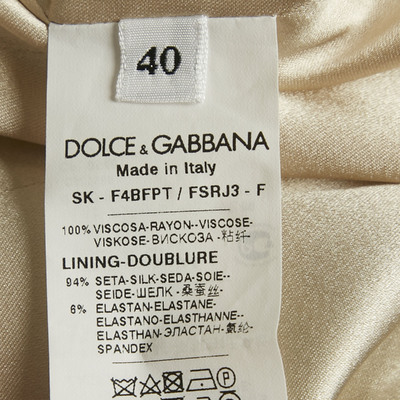 40
DOLCE & GABBANA
Made in Italy
SK - F4BFPT / FSRJ3 - F
100% VISCOSA-RAYON--VISCOSE-
VISKOSE-ВИСКОЗА -粘纤-
LINING-DOUBLURE
94% SETA-SILK-SEDA-SOIE--
SEIDE-ШЕЛК -桑蚕丝-
6% ELASTAN-ELASTANE-
ELASTANO-ELASTHANNE--
ELASTHAN-ЭЛАСТАН -氨纶-
SPANDEX
P